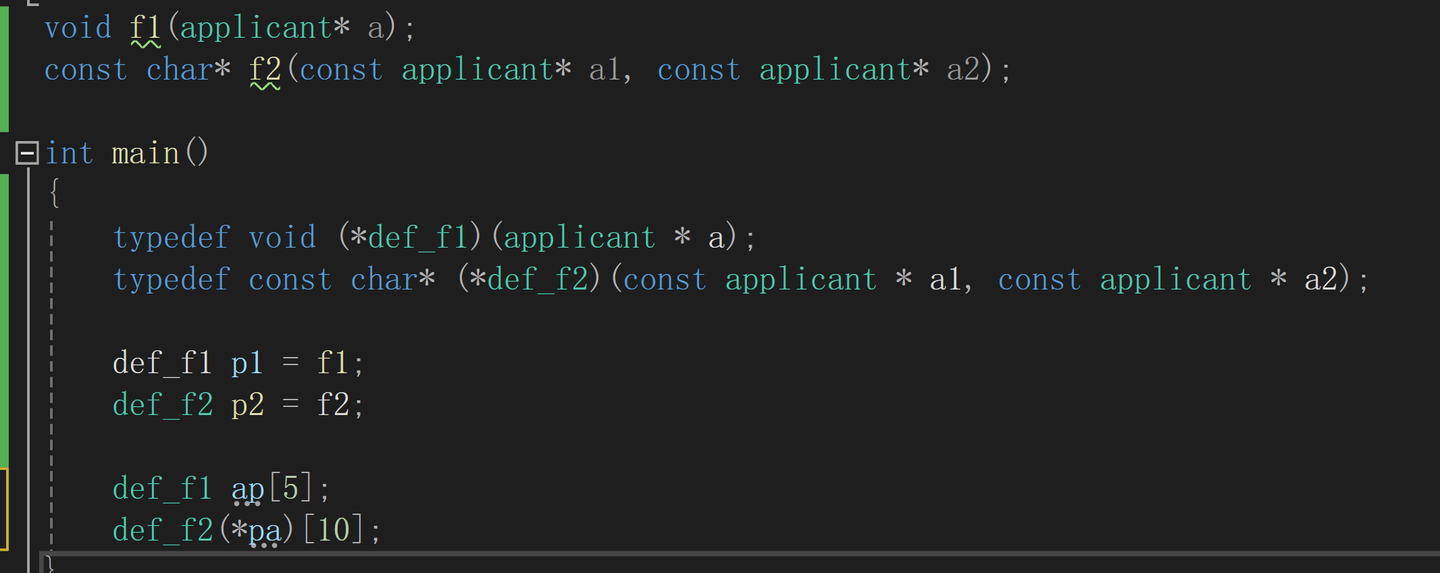 void f1(applicant* a);
const char* f2(const applicant* a1, const applicant* a2);
int main()
{
typedef void (*def_f1)(applicant * a);
typedef const char* (*def_f2)(const applicant * a1, const applicant * a2);
def_f1 p1 = f1;
def_f2 p2 = f2;
def_f1 ap[5];
def_f2(*pa)[10];
}